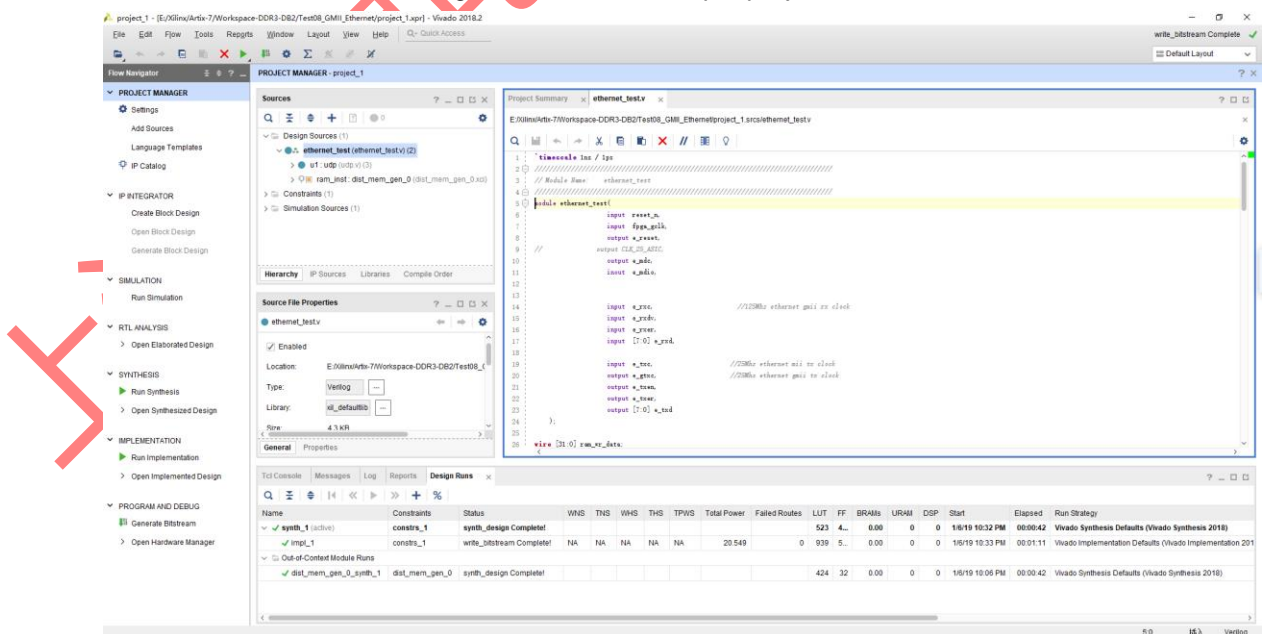 project_1 - [E:/Xilinx/Artix-7/Workspace-DDR3-DB2/Test08_GMII_Ethernet/project_1.xpr] - Vivado 2018.2
File Edit Flow Tools Reports Window Layout View Help Quick Access
write_bitstream Complete
Default Layout
Flow Navigator
PROJECT MANAGER - project_1
PROJECT MANAGER
Settings
Add Sources
Language Templates
IP Catalog
IP INTEGRATOR
Create Block Design
Open Block Design
Generate Block Design
SIMULATION
Run Simulation
RTL ANALYSIS
Open Elaborated Design
SYNTHESIS
Run Synthesis
Open Synthesized Design
IMPLEMENTATION
Run Implementation
Open Implemented Design
PROGRAM AND DEBUG
Generate Bitstream
Open Hardware Manager
Sources
0
Design Sources (1)
ethernet_test (ethernet_test.v) (2)
u1 : udp (udp.v) (3)
ram_inst : dist_mem_gen_0 (dist_mem_gen_0.xci)
Constraints (1)
Simulation Sources (1)
Hierarchy IP Sources Libraries Compile Order
Source File Properties
ethernet_test.v
Enabled
Location: E:/Xilinx/Artix-7/Workspace-DDR3-DB2/Test08_(
Type: Verilog
Library: xil_defaultlib
Size: 4.3 KB
General Properties
Project Summary ethernet_test.v
E:/Xilinx/Artix-7/Workspace-DDR3-DB2/Test08_GMII_Ethernet/project_1.srcs/ethernet_test.v
1 `timescale 1ns / 1ps
2 ////////////////////////////////////////////////////////////////////////////////
3 // Module Name: ethernet_test
4 ////////////////////////////////////////////////////////////////////////////////
5 module ethernet_test(
6 input reset_n,
7 input fpga_gclk,
8 output e_reset,
9 // output CLK_25_ASIC,
10 output e_mdc,
11 inout e_mdio,
12
13
14 input e_rxc, //125Mhz ethernet gmii rx clock
15 input e_rxdv,
16 input e_rxer,
17 input [7:0] e_rxd,
18
19 input e_txc, //25Mhz ethernet mii tx clock
20 output e_gtxc, //25Mhz ethernet gmii tx clock
21 output e_txen,
22 output e_txer,
23 output [7:0] e_txd
24 );
25
26 wire [31:0] ram_wr_data;
Tcl Console Messages Log Reports Design Runs
Name Constraints Status WNS TNS WHS THS TPWS Total Power Failed Routes LUT FF BRAMs URAM DSP Start Elapsed Run Strategy
synth_1 (active) constrs_1 synth_design Complete! 523 4... 0.00 0 0 1/6/19 10:32 PM 00:00:42 Vivado Synthesis Defaults (Vivado Synthesis 2018)
impl_1 constrs_1 write_bitstream Complete! NA NA NA NA NA 20.549 0 939 5... 0.00 0 0 1/6/19 10:33 PM 00:01:11 Vivado Implementation Defaults (Vivado Implementation 201
Out-of-Context Module Runs
dist_mem_gen_0_synth_1 dist_mem_gen_0 synth_design Complete! 424 32 0.00 0 0 1/6/19 10:06 PM 00:00:42 Vivado Synthesis Defaults (Vivado Synthesis 2018)
5:0 插入 Verilog